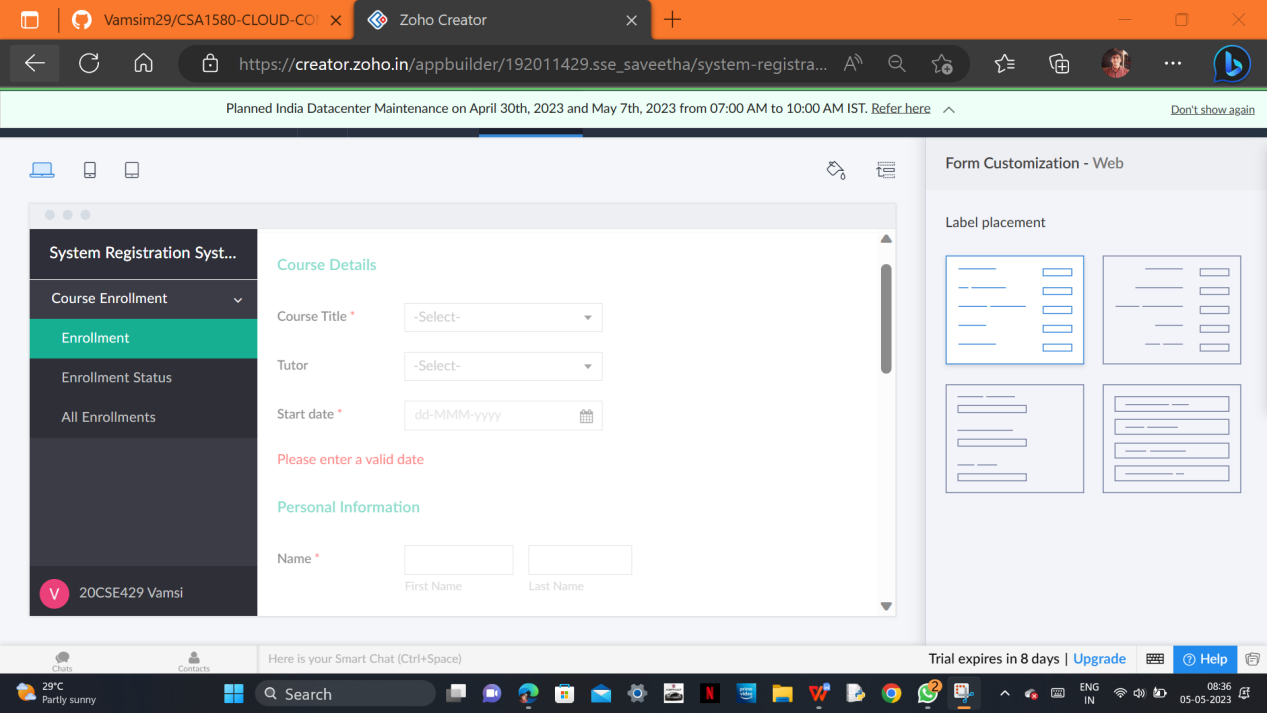 Vamsim29/CSA1580-CLOUD-CO
Zoho Creator
https://creator.zoho.in/appbuilder/192011429.sse_saveetha/system-registra...
Planned India Datacenter Maintenance on April 30th, 2023 and May 7th, 2023 from 07:00 AM to 10:00 AM IST. Refer here
Don't show again
Form Customization - Web
Label placement
System Registration Syst...
Course Enrollment
Enrollment
Enrollment Status
All Enrollments
20CSE429 Vamsi
V
Course Details
Course Title *
-Select-
Tutor
-Select-
Start date *
dd-MMM-yyyy
Please enter a valid date
Personal Information
Name *
First Name
Last Name
Chats
Contacts
Here is your Smart Chat (Ctrl+Space)
Trial expires in 8 days | Upgrade
Help
29°C
Partly sunny
Search
2
ENG
IN
08:36
05-05-2023